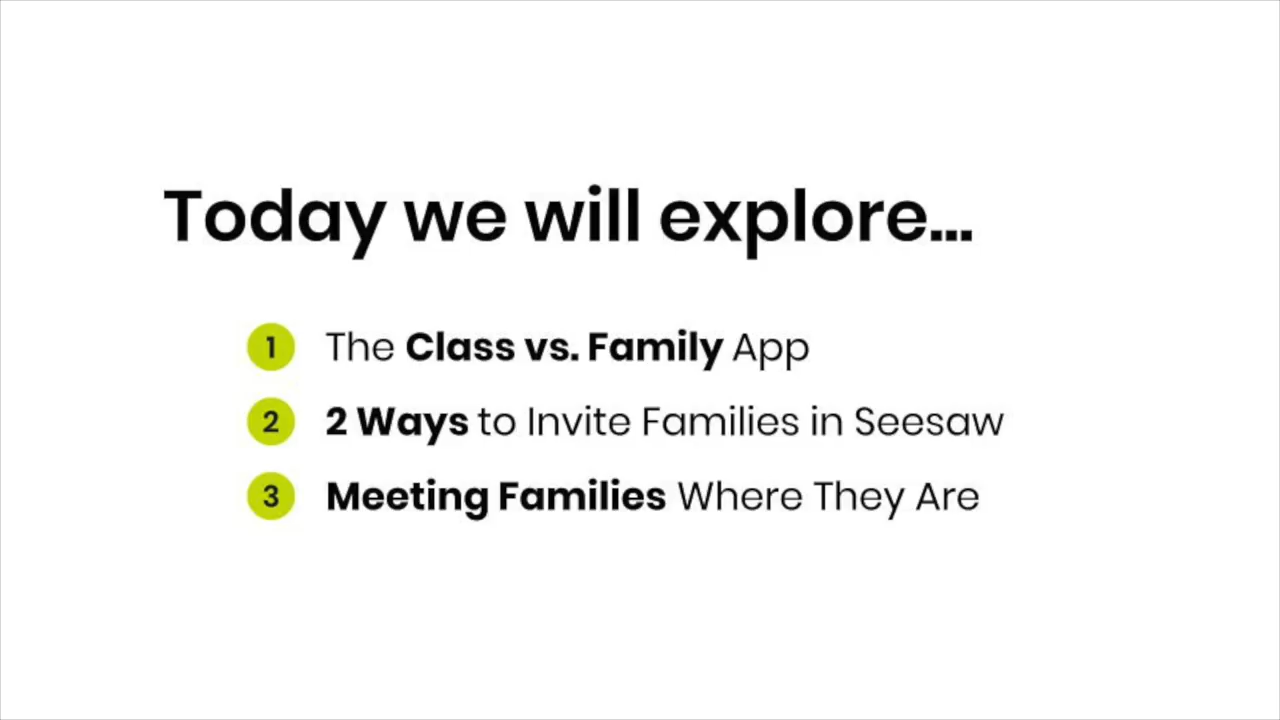 Today we will explore...
1 The Class vs. Family App
2 2 Ways to Invite Families in Seesaw
3 Meeting Families Where They Are